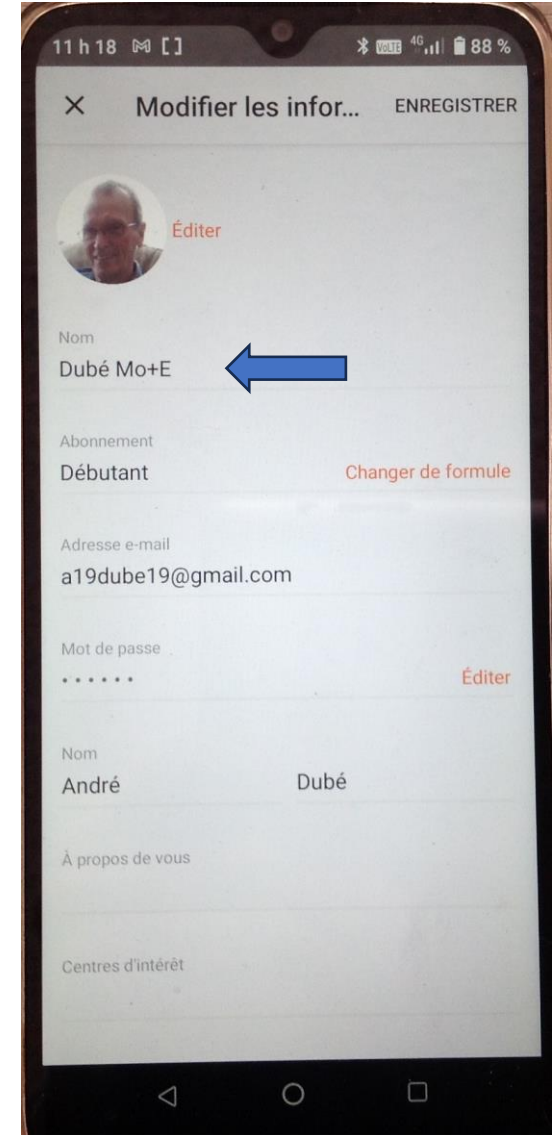 11 h 18 VoLTE 4G 88 %
Modifier les infor... ENREGISTRER
Éditer
Nom
Dubé Mo+E
Abonnement
Débutant Changer de formule
Adresse e-mail
a19dube19@gmail.com
Mot de passe
•••••• Éditer
Nom
André Dubé
À propos de vous
Centres d'intérêt